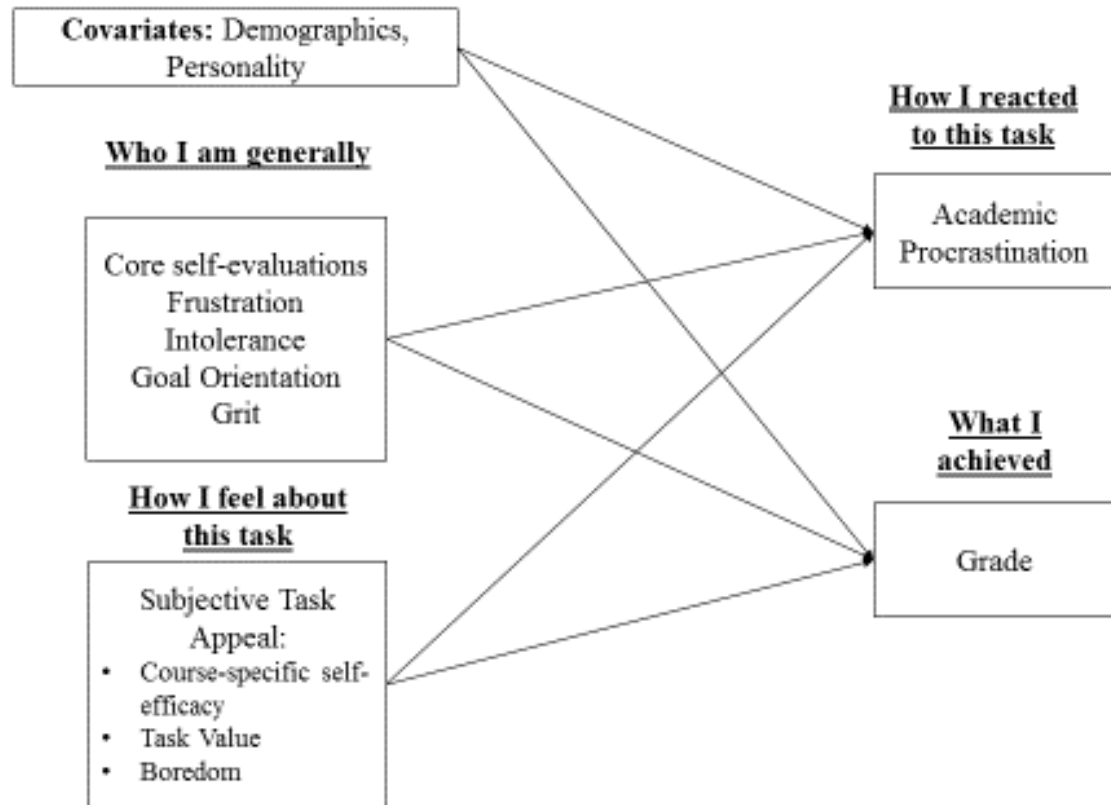 Covariates: Demographics,
Personality
Who I am generally
Core self-evaluations
Frustration
Intolerance
Goal Orientation
Grit
How I feel about
this task
Subjective Task
Appeal:
• Course-specific self-
efficacy
• Task Value
• Boredom
How I reacted
to this task
Academic
Procrastination
What I
achieved
Grade